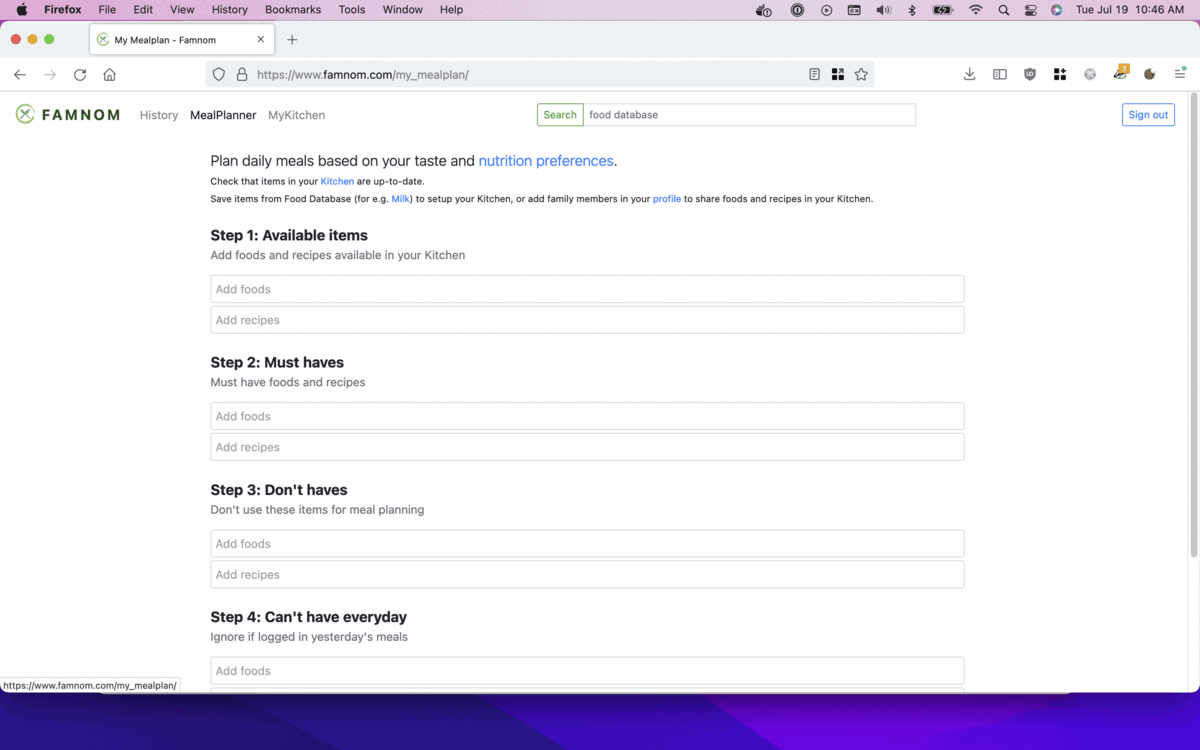 Firefox File Edit View History Bookmarks Tools Window Help Tue Jul 19 10:46 AM
My Mealplan - Famnom
https://www.famnom.com/my_mealplan/
3
FAMNOM History MealPlanner MyKitchen Search food database Sign out
Plan daily meals based on your taste and nutrition preferences.
Check that items in your Kitchen are up-to-date.
Save items from Food Database (for e.g. Milk) to setup your Kitchen, or add family members in your profile to share foods and recipes in your Kitchen.
Step 1: Available items
Add foods and recipes available in your Kitchen
Add foods
Add recipes
Step 2: Must haves
Must have foods and recipes
Add foods
Add recipes
Step 3: Don't haves
Don't use these items for meal planning
Add foods
Add recipes
Step 4: Can't have everyday
Ignore if logged in yesterday's meals
Add foods
https://www.famnom.com/my_mealplan/